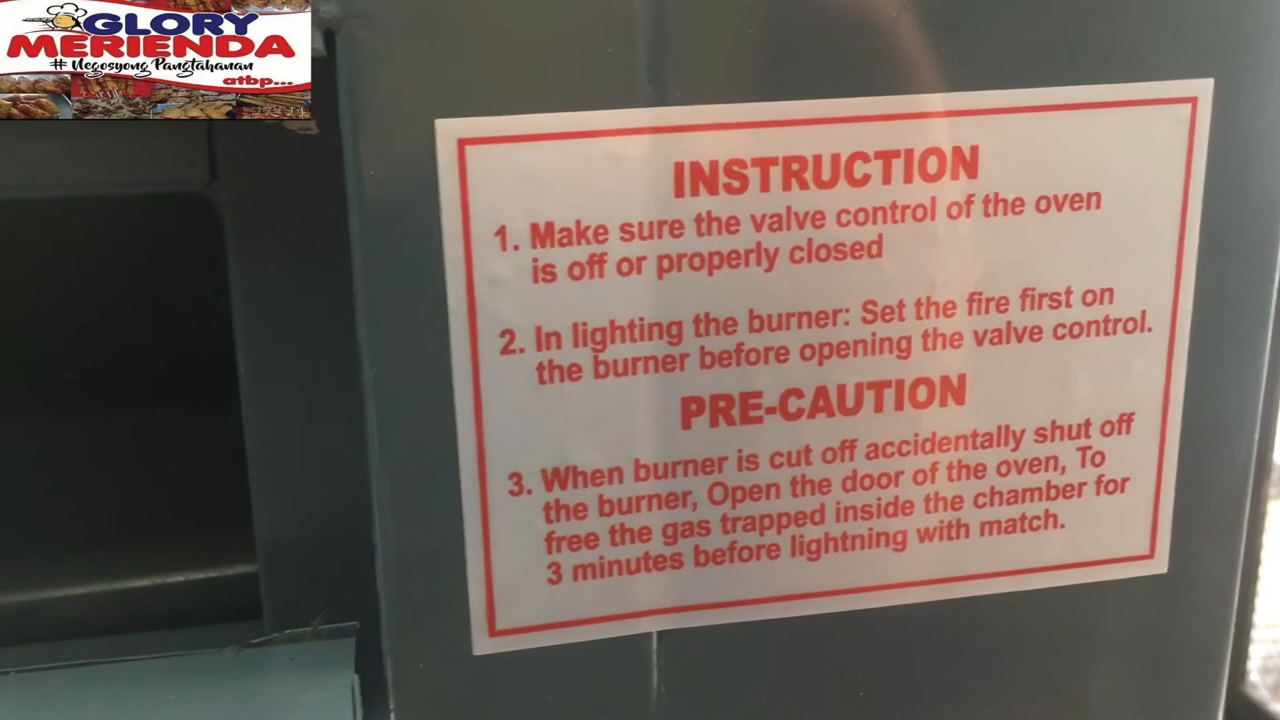 GLORY
MERIENDA
# Negosyong Pangtahanan
atbp...
INSTRUCTION
1. Make sure the valve control of the oven
is off or properly closed
2. In lighting the burner: Set the fire first on
the burner before opening the valve control.
PRE-CAUTION
3. When burner is cut off accidentally shut off
the burner, Open the door of the oven, To
free the gas trapped inside the chamber for
3 minutes before lightning with match.